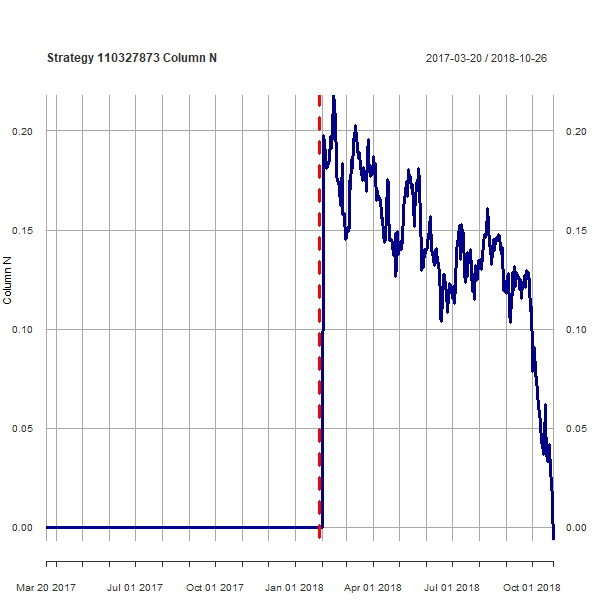 Strategy 110327873 Column N
2017-03-20 / 2018-10-26
0.20 0.20
0.15 0.15
Column N
0.10 0.10
0.05 0.05
0.00 0.00
Mar 20 2017 Jul 01 2017 Oct 01 2017 Jan 01 2018 Apr 01 2018 Jul 01 2018 Oct 01 2018